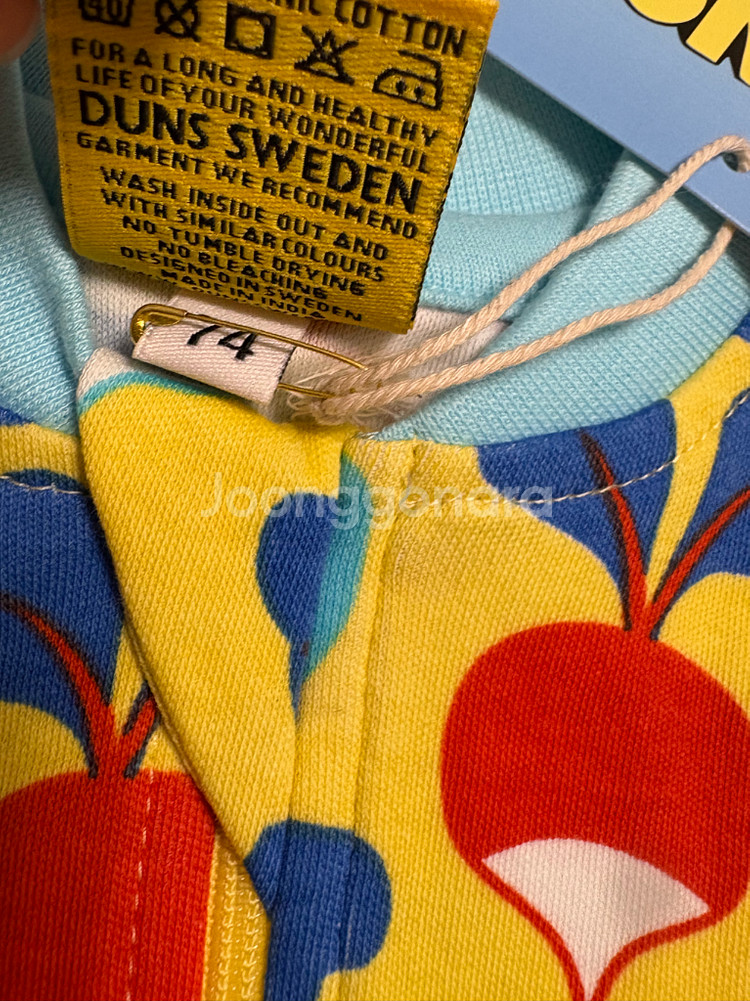 40
NIC COTTON
FOR A LONG AND HEALTHY
LIFE OF YOUR WONDERFUL
DUNS SWEDEN
GARMENT WE RECOMMEND
WASH INSIDE OUT AND
WITH SIMILAR COLOURS
NO TUMBLE DRYING
NO BLEACHING
DESIGNED IN SWEDEN
MADE IN INDIA
74
Joonggonara